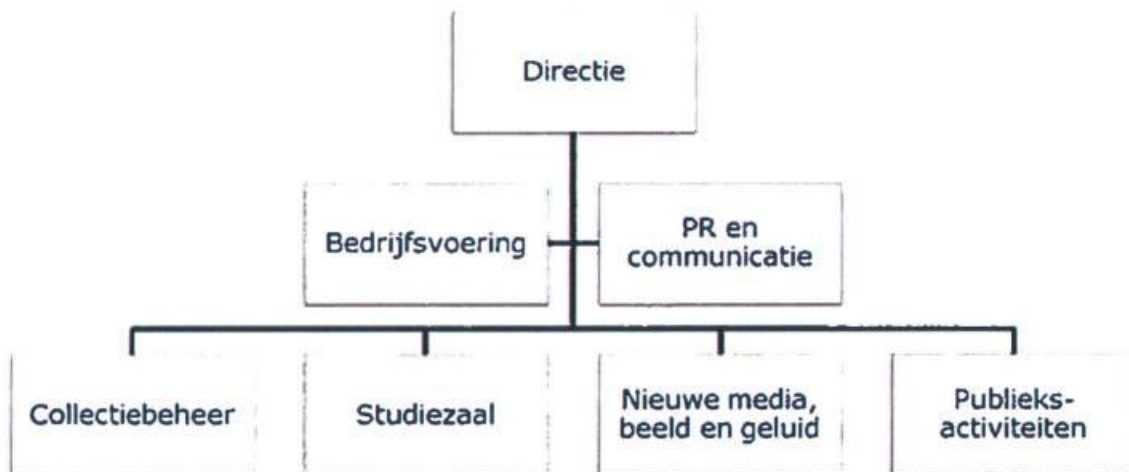 Directie
Bedrijfsvoering
PR en
communicatie
Collectiebeheer
Studiezaal
Nieuwe media,
beeld en geluid
Publieks-
activiteiten